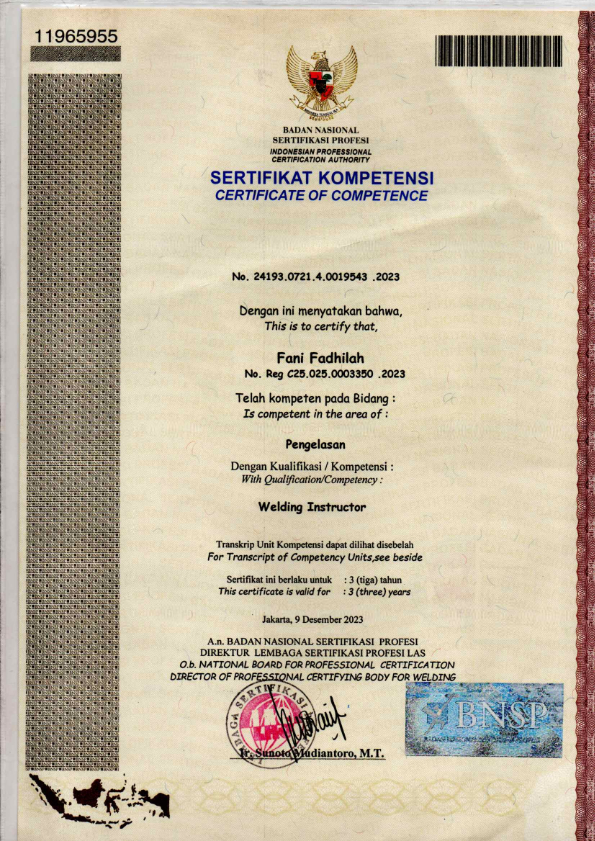 11965955
BADAN NASIONAL
SERTIFIKASI PROFESI
INDONESIAN PROFESSIONAL
CERTIFICATION AUTHORITY
SERTIFIKAT KOMPETENSI
CERTIFICATE OF COMPETENCE
No. 24193.0721.4.0019543 .2023
Dengan ini menyatakan bahwa,
This is to certify that,
Fani Fadhilah
No. Reg C25.025.0003350 .2023
Telah kompeten pada Bidang :
Is competent in the area of :
Pengelasan
Dengan Kualifikasi / Kompetensi :
With Qualification/Competency :
Welding Instructor
Transkrip Unit Kompetensi dapat dilihat disebelah
For Transcript of Competency Units,see beside
Sertifikat ini berlaku untuk : 3 (tiga) tahun
This certificate is valid for : 3 (three) years
Jakarta, 9 Desember 2023
A.n. BADAN NASIONAL SERTIFIKASI PROFESI
DIREKTUR LEMBAGA SERTIFIKASI PROFESI LAS
O.b. NATIONAL BOARD FOR PROFESSIONAL CERTIFICATION
DIRECTOR OF PROFESSIONAL CERTIFYING BODY FOR WELDING
LEMBAGA SERTIFIKASI
BNSP
Ir. Sunoto Mudiantoro, M.T.